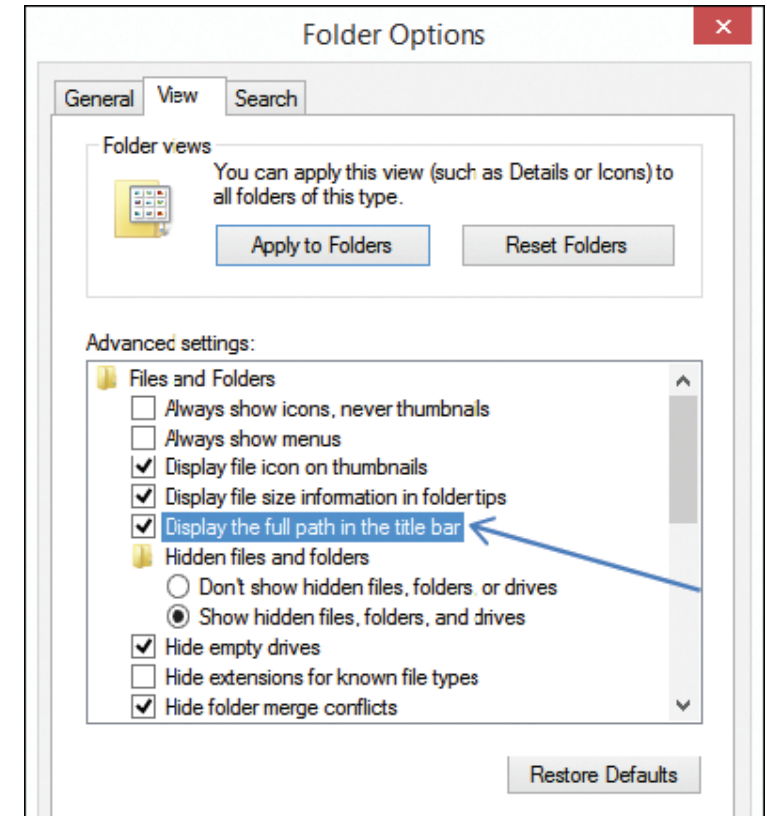 Folder Options
General View Search
Folder views
You can apply this view (such as Details or Icons) to
all folders of this type.
Apply to Folders Reset Folders
Advanced settings:
Files and Folders
Always show icons, never thumbnails
Always show menus
Display file icon on thumbnails
Display file size information in folder tips
Display the full path in the title bar
Hidden files and folders
Don't show hidden files, folders, or drives
Show hidden files, folders, and drives
Hide empty drives
Hide extensions for known file types
Hide folder merge conflicts
Restore Defaults